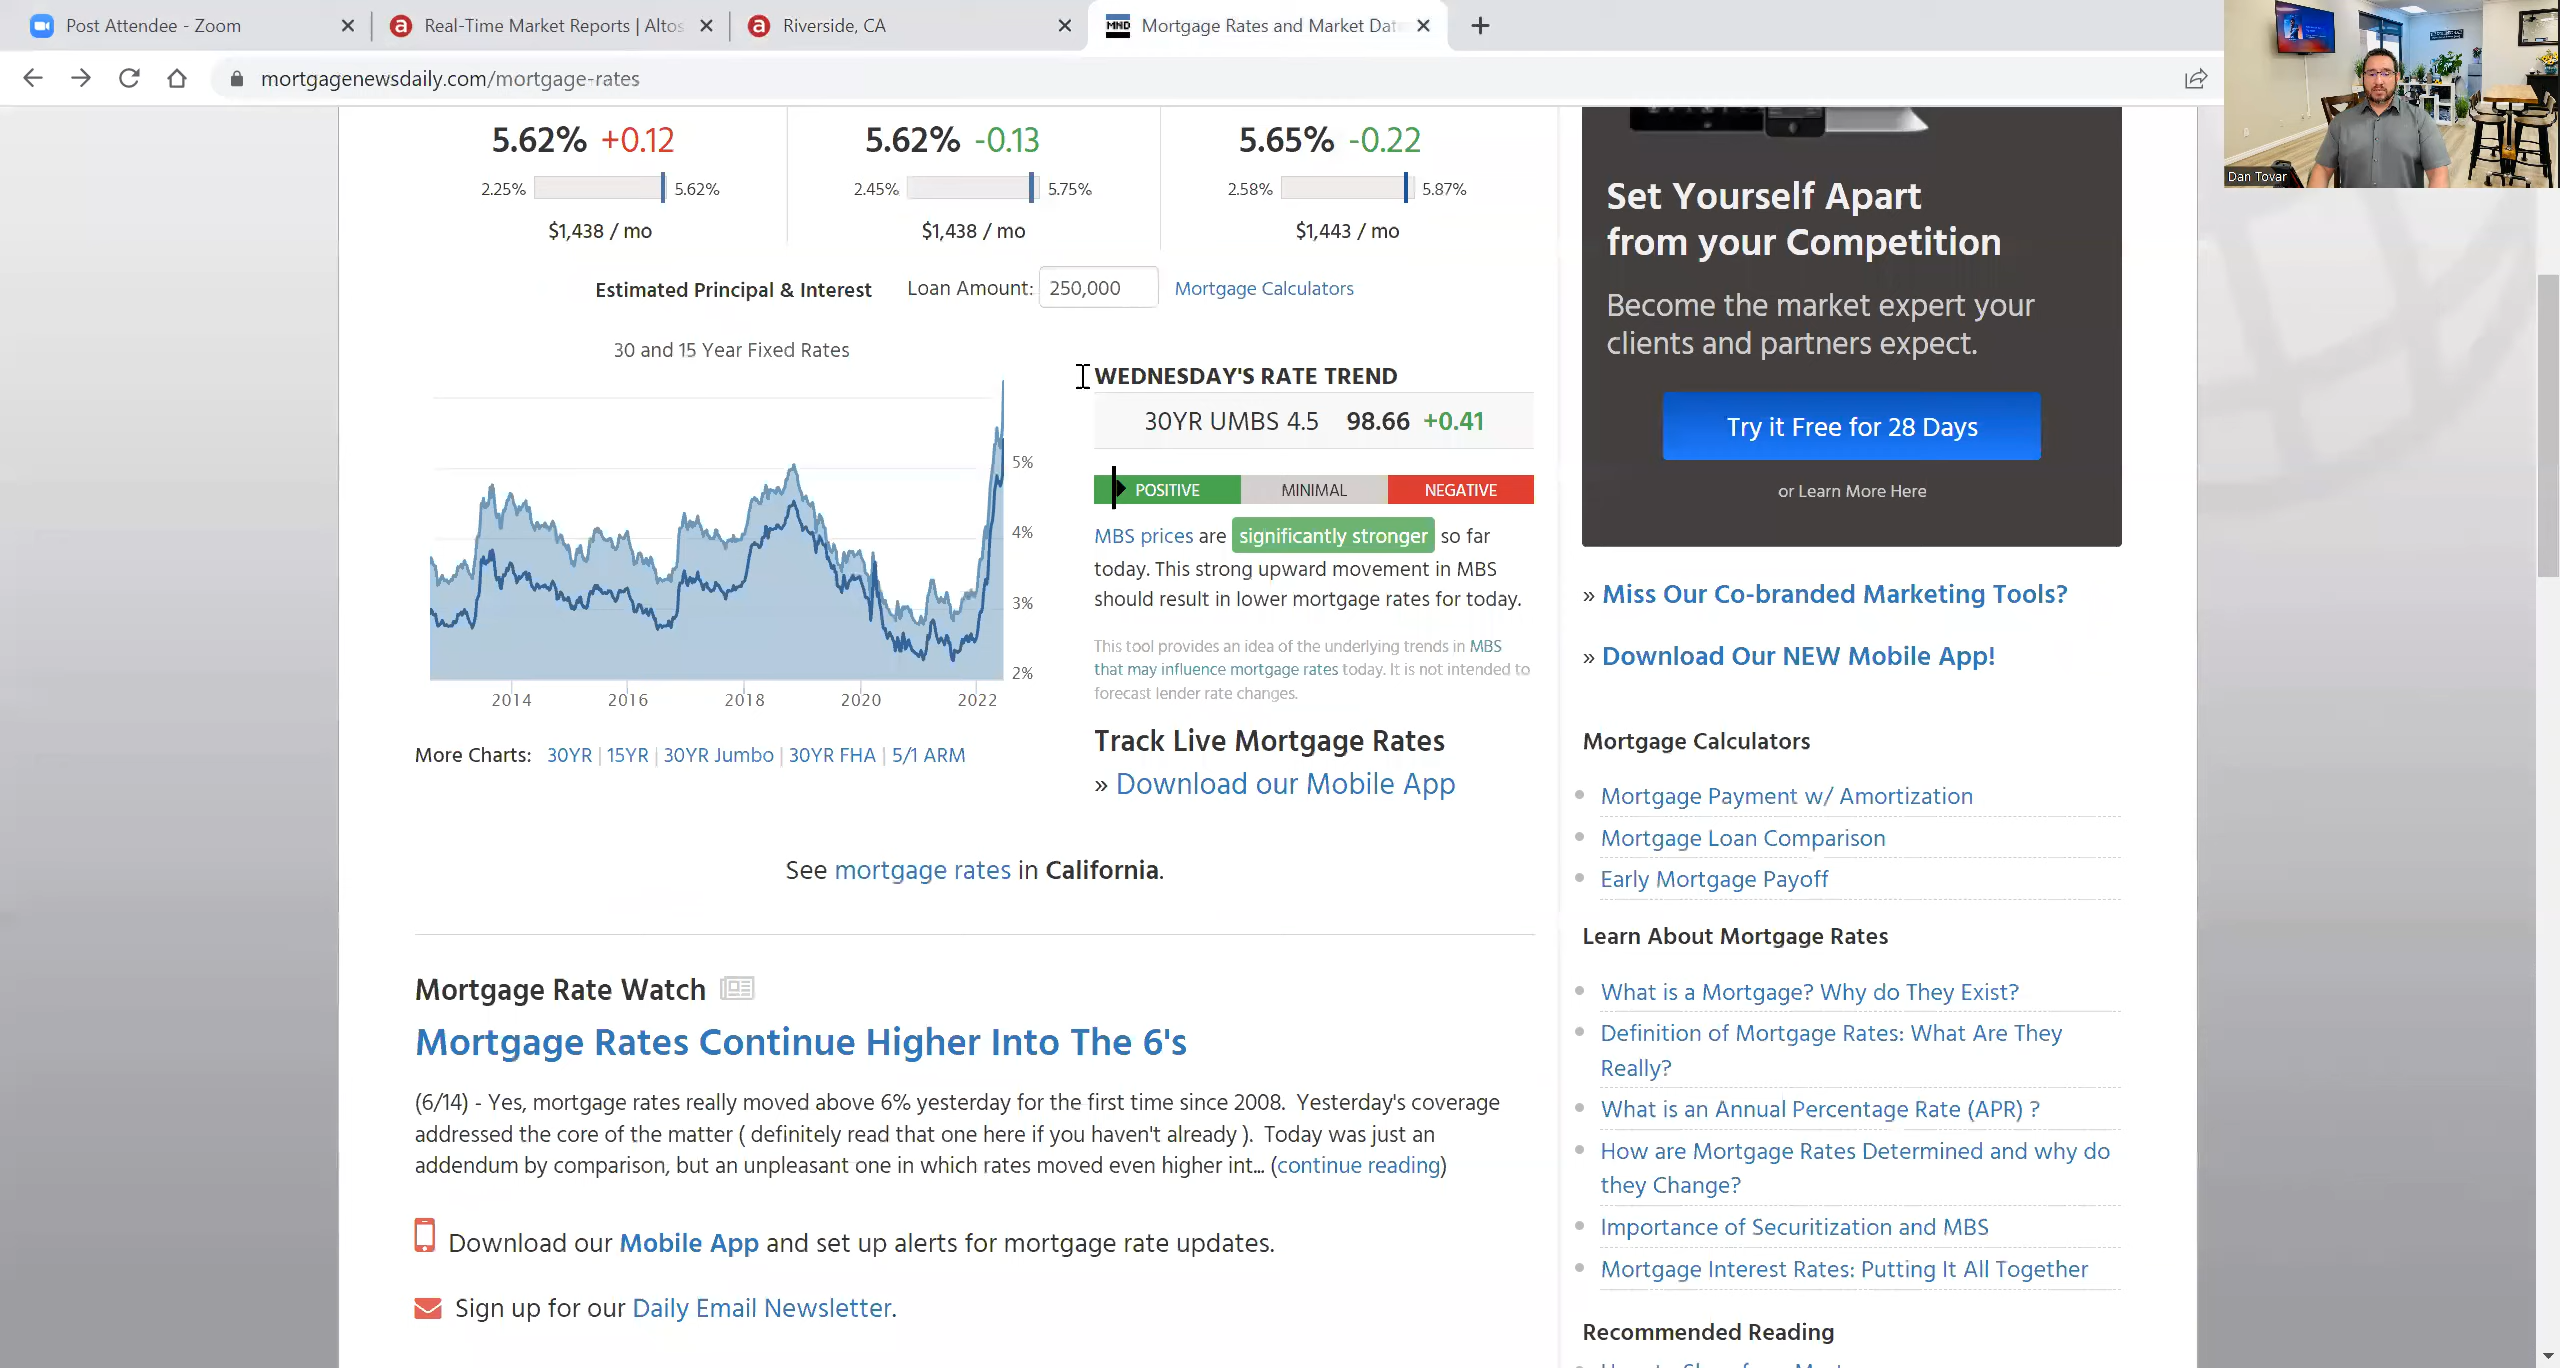 Post Attendee - Zoom
Real-Time Market Reports | Altos
Riverside, CA
MND
Mortgage Rates and Market Dat
mortgagenewsdaily.com/mortgage-rates
Dan Tovar
5.62% +0.12
5.62% -0.13
5.65% -0.22
2.25% 5.62%
2.45% 5.75%
2.58% 5.87%
$1,438 / mo
$1,438 / mo
$1,443 / mo
Estimated Principal & Interest Loan Amount: 250,000 Mortgage Calculators
30 and 15 Year Fixed Rates
5%
4%
3%
2%
2014 2016 2018 2020 2022
More Charts: 30YR | 15YR | 30YR Jumbo | 30YR FHA | 5/1 ARM
WEDNESDAY'S RATE TREND
30YR UMBS 4.5 98.66 +0.41
POSITIVE MINIMAL NEGATIVE
MBS prices are significantly stronger so far
today. This strong upward movement in MBS
should result in lower mortgage rates for today.
This tool provides an idea of the underlying trends in MBS
that may influence mortgage rates today. It is not intended to
forecast lender rate changes.
Track Live Mortgage Rates
» Download our Mobile App
See mortgage rates in California.
Mortgage Rate Watch
Mortgage Rates Continue Higher Into The 6's
(6/14) - Yes, mortgage rates really moved above 6% yesterday for the first time since 2008. Yesterday's coverage
addressed the core of the matter ( definitely read that one here if you haven't already ). Today was just an
addendum by comparison, but an unpleasant one in which rates moved even higher int... (continue reading)
Download our Mobile App and set up alerts for mortgage rate updates.
Sign up for our Daily Email Newsletter.
Set Yourself Apart
from your Competition
Become the market expert your
clients and partners expect.
Try it Free for 28 Days
or Learn More Here
» Miss Our Co-branded Marketing Tools?
» Download Our NEW Mobile App!
Mortgage Calculators
Mortgage Payment w/ Amortization
Mortgage Loan Comparison
Early Mortgage Payoff
Learn About Mortgage Rates
What is a Mortgage? Why do They Exist?
Definition of Mortgage Rates: What Are They
Really?
What is an Annual Percentage Rate (APR) ?
How are Mortgage Rates Determined and why do
they Change?
Importance of Securitization and MBS
Mortgage Interest Rates: Putting It All Together
Recommended Reading